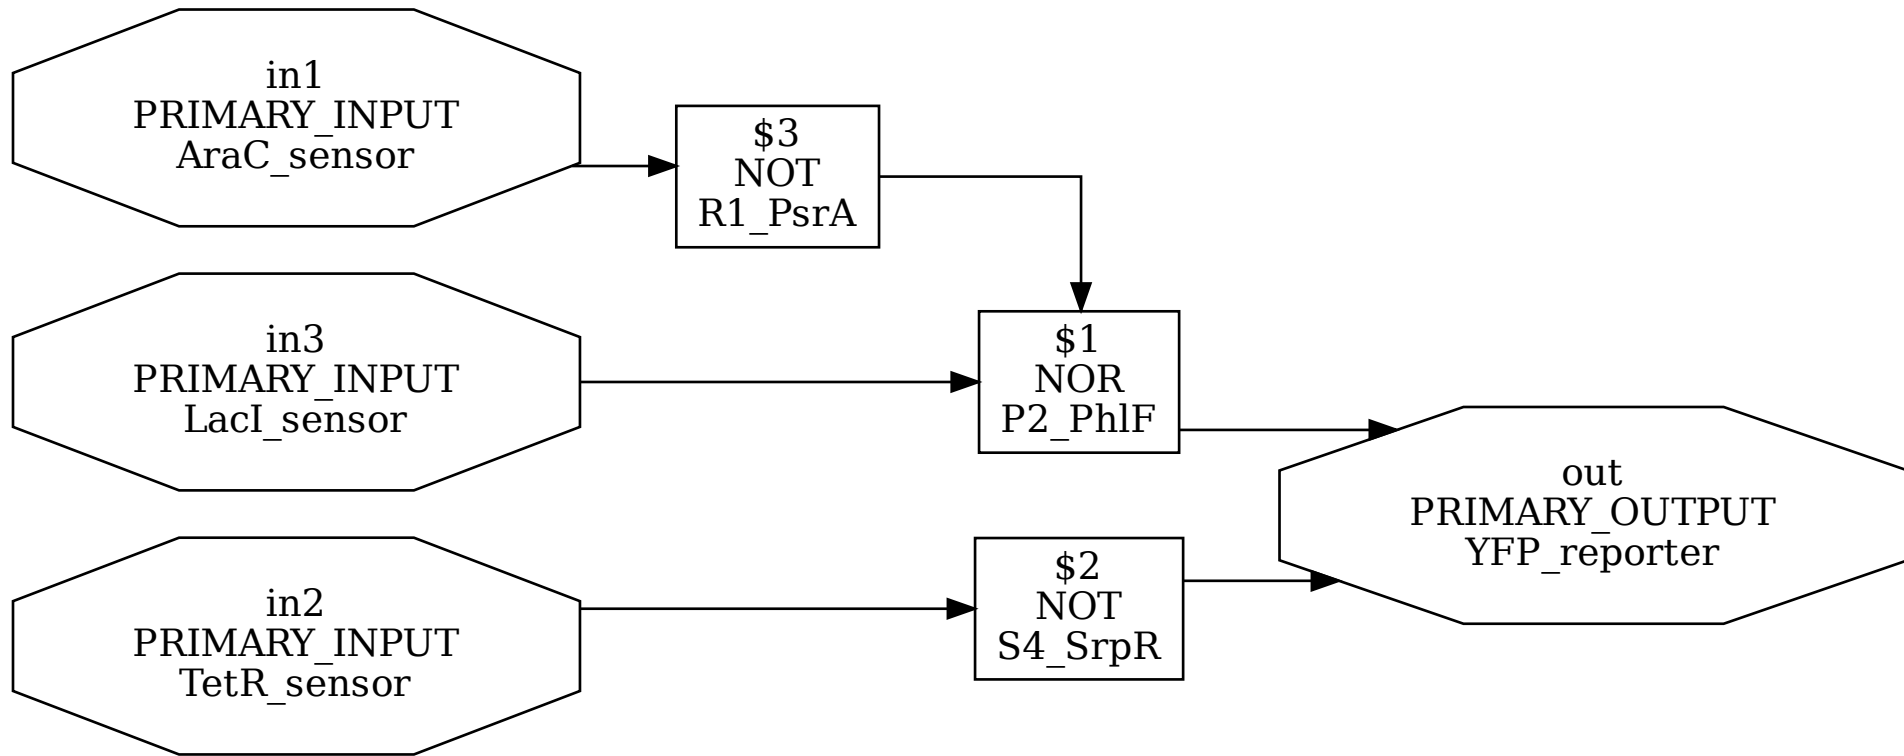 in1
PRIMARY_INPUT
AraC_sensor
$3
NOT
R1_PsrA
in3
PRIMARY_INPUT
LacI_sensor
$1
NOR
P2_PhlF
out
PRIMARY_OUTPUT
YFP_reporter
in2
PRIMARY_INPUT
TetR_sensor
$2
NOT
S4_SrpR